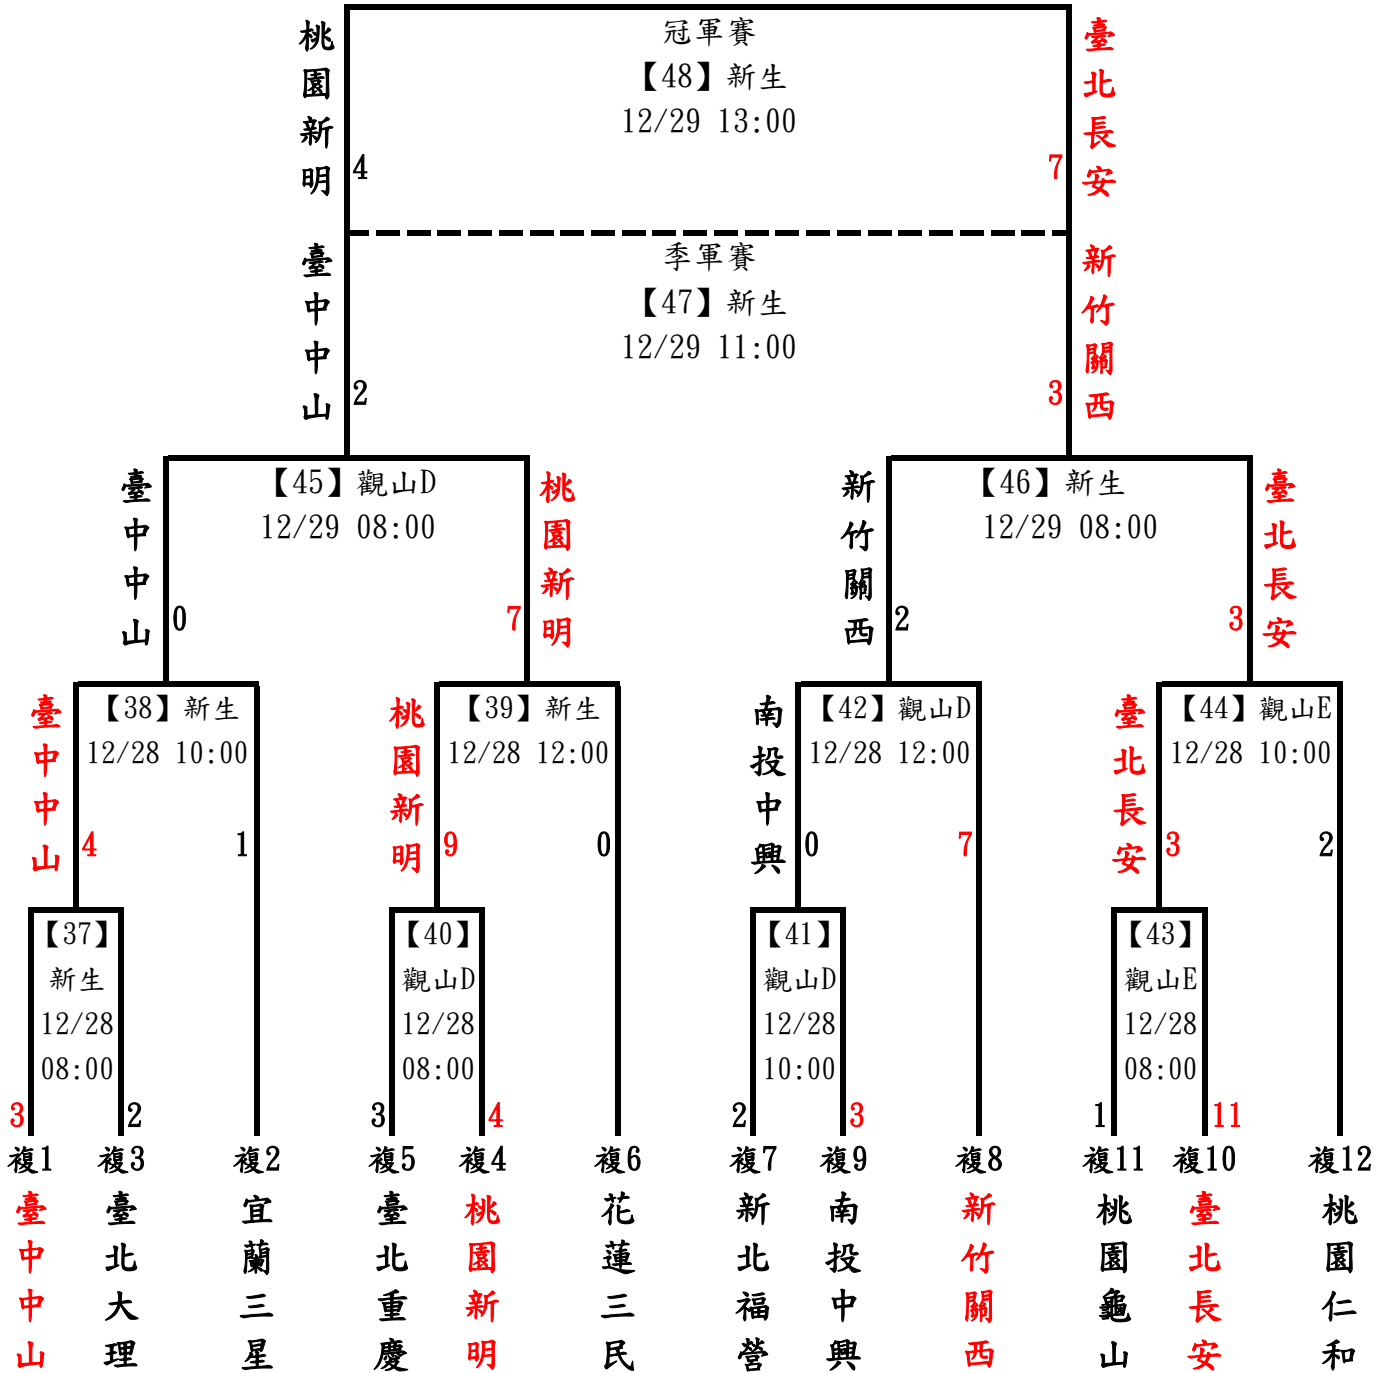 桃園新明
冠軍賽
【48】新生
12/29 13:00
4
7
臺北長安
臺中中山
季軍賽
【47】新生
12/29 11:00
2
3
新竹關西
臺中中山
【45】觀山D
12/29 08:00
0
7
桃園新明
新竹關西
【46】新生
12/29 08:00
2
3
臺北長安
臺中中山
【38】新生
12/28 10:00
4
1
桃園新明
【39】新生
12/28 12:00
9
0
南投中興
【42】觀山D
12/28 12:00
0
7
臺北長安
【44】觀山E
12/28 10:00
3
2
【37】
新生
12/28
08:00
3
2
【40】
觀山D
12/28
08:00
3
4
【41】
觀山D
12/28
10:00
2
3
【43】
觀山E
12/28
08:00
1
11
複1
臺中中山
複3
臺北大理
複2
宜蘭三星
複5
臺北重慶
複4
桃園新明
複6
花蓮三民
複7
新北福營
複9
南投中興
複8
新竹關西
複11
桃園龜山
複10
臺北長安
複12
桃園仁和